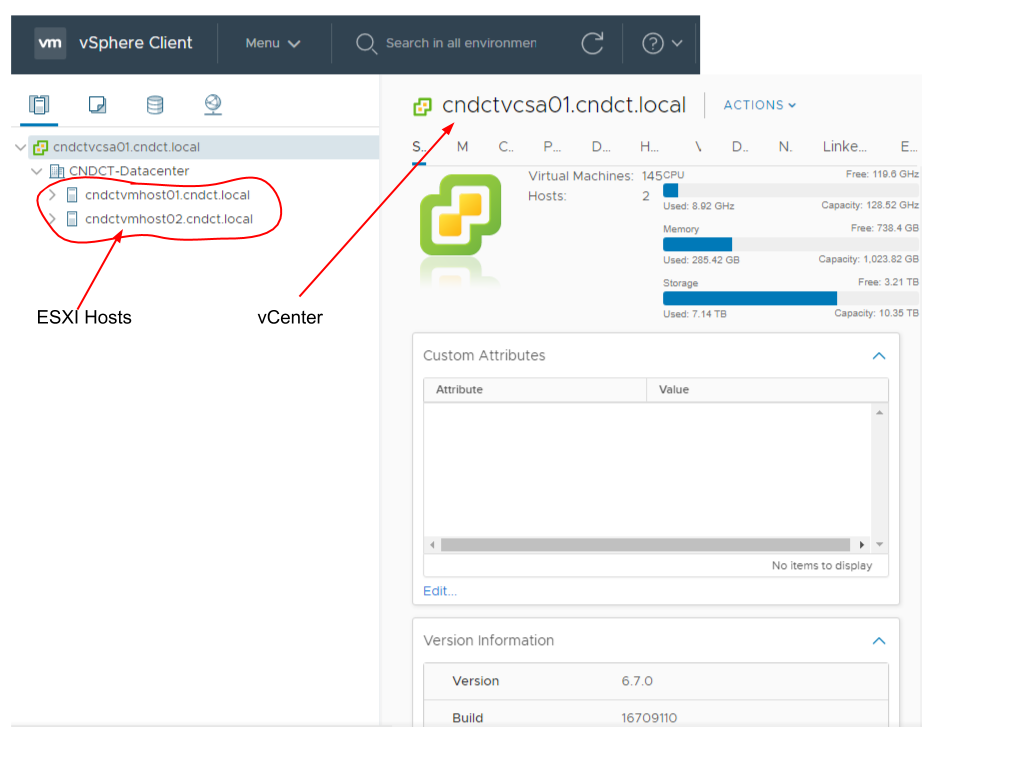 vm vSphere Client Menu Search in all environmen ?
cndctvcsa01.cndct.local ACTIONS
cndctvcsa01.cndct.local
CNDCT-Datacenter
cndctvmhost01.cndct.local
cndctvmhost02.cndct.local
ESXI Hosts
vCenter
S.. M C.. P... D... H... \ D.. N. Linke... E...
Virtual Machines: 145
Hosts: 2
CPU Free: 119.6 GHz
Used: 8.92 GHz Capacity: 128.52 GHz
Memory Free: 738.4 GB
Used: 285.42 GB Capacity: 1,023.82 GB
Storage Free: 3.21 TB
Used: 7.14 TB Capacity: 10.35 TB
Custom Attributes
Attribute Value
No items to display
Edit...
Version Information
Version 6.7.0
Build 16709110